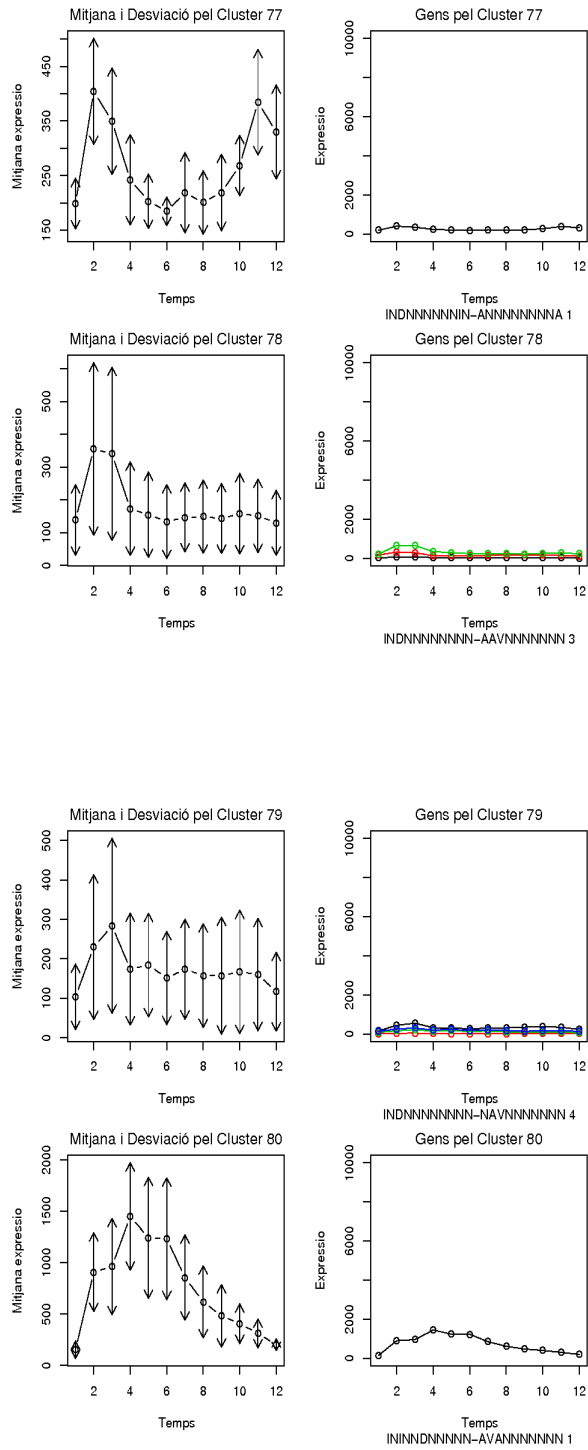 Mitjana i Desviació pel Cluster 77
Gens pel Cluster 77
Mitjana expressio
150 250 350 450
2 4 6 8 10 12
Temps
Expressio
0 2000 6000 10000
2 4 6 8 10 12
Temps
INDNNNNNNIN−ANNNNNNNNNA 1
Mitjana i Desviació pel Cluster 78
Gens pel Cluster 78
Mitjana expressio
0 100 300 500
2 4 6 8 10 12
Temps
Expressio
0 2000 6000 10000
2 4 6 8 10 12
Temps
INDNNNNNNNN−AAVNNNNNNNN 3
Mitjana i Desviació pel Cluster 79
Gens pel Cluster 79
Mitjana expressio
0 100 200 300 400 500
2 4 6 8 10 12
Temps
Expressio
0 2000 6000 10000
2 4 6 8 10 12
Temps
INDNNNNNNNN−NAVNNNNNNNN 4
Mitjana i Desviació pel Cluster 80
Gens pel Cluster 80
Mitjana expressio
0 500 1000 1500 2000
2 4 6 8 10 12
Temps
Expressio
0 2000 6000 10000
2 4 6 8 10 12
Temps
ININNDNNNNN−AVANNNNNNNN 1